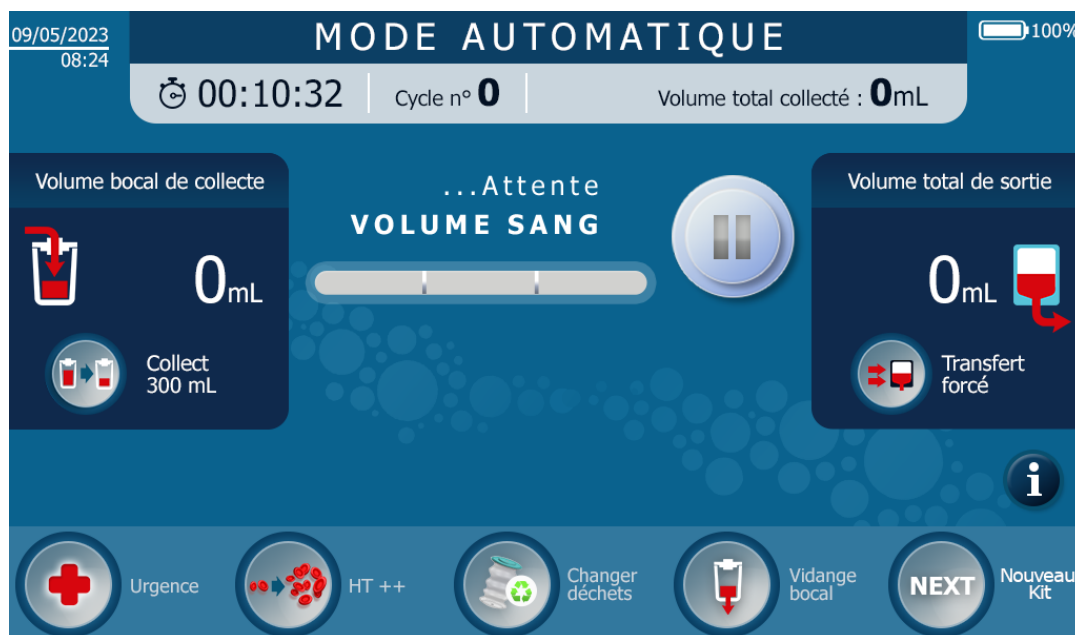 09/05/2023
08:24
MODE AUTOMATIQUE
100%
00:10:32
Cycle n° 0
Volume total collecté : 0mL
Volume bocal de collecte
0mL
Collect
300 mL
...Attente
VOLUME SANG
Volume total de sortie
0mL
Transfert
forcé
i
Urgence
HT ++
Changer
déchets
Vidange
bocal
NEXT
Nouveau
Kit